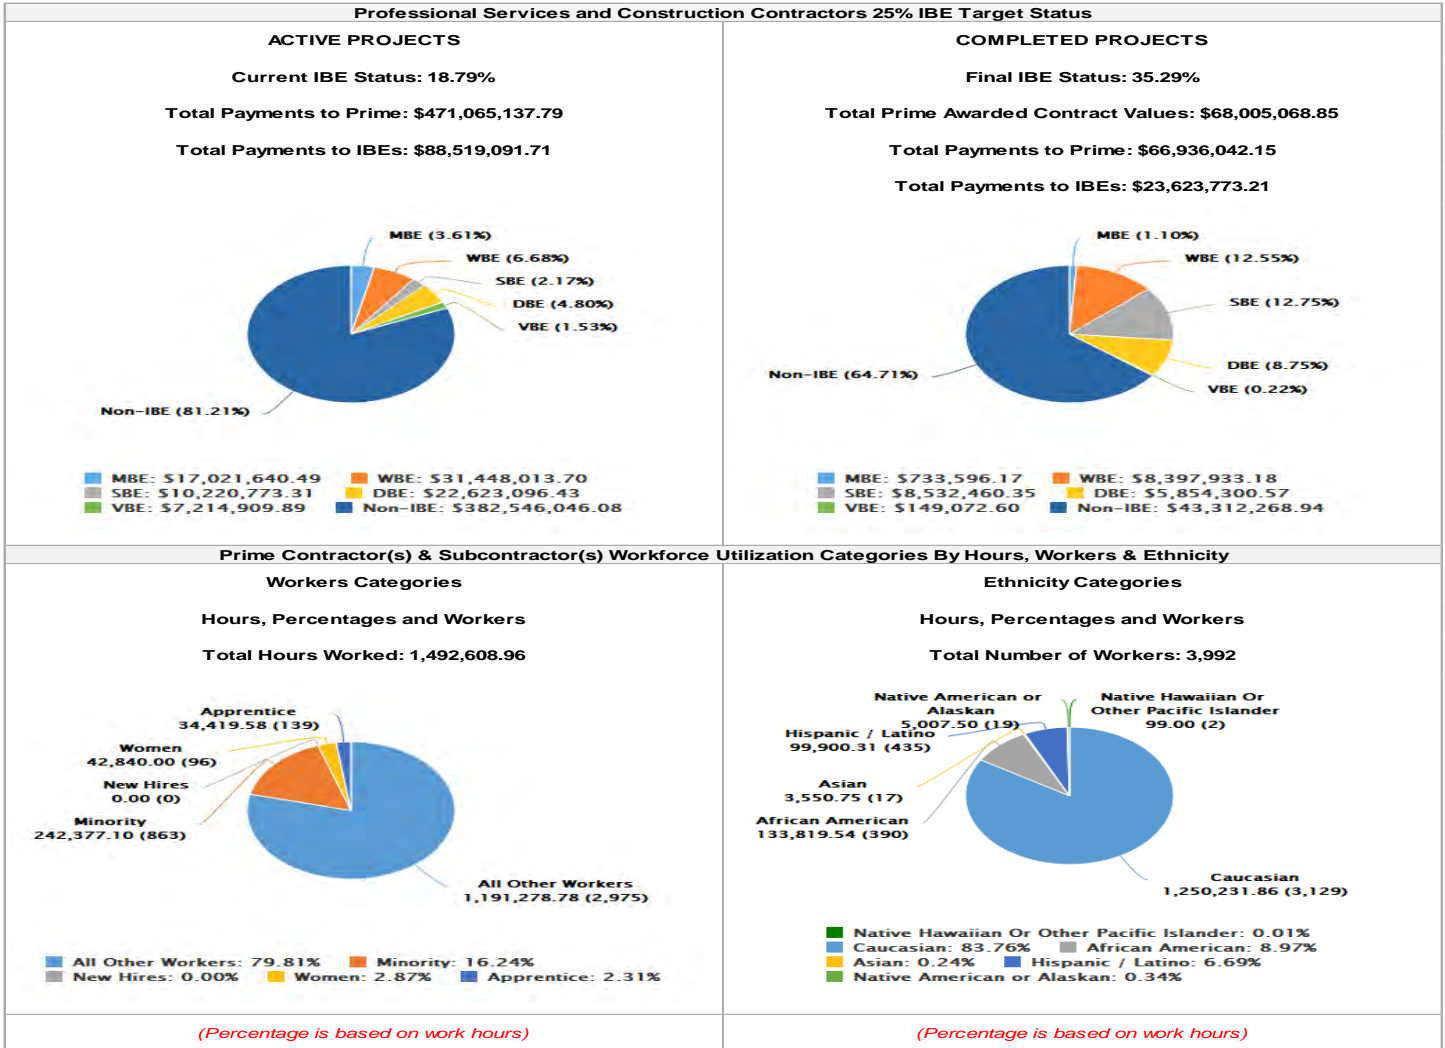 Professional Services and Construction Contractors 25% IBE Target Status
ACTIVE PROJECTS
Current IBE Status: 18.79%
Total Payments to Prime: $471,065,137.79
Total Payments to IBEs: $88,519,091.71
MBE (3.61%)
WBE (6.68%)
SBE (2.17%)
DBE (4.80%)
VBE (1.53%)
Non-IBE (81.21%)
MBE: $17,021,640.49 WBE: $31,448,013.70
SBE: $10,220,773.31 DBE: $22,623,096.43
VBE: $7,214,909.89 Non-IBE: $382,546,046.08
COMPLETED PROJECTS
Final IBE Status: 35.29%
Total Prime Awarded Contract Values: $68,005,068.85
Total Payments to Prime: $66,936,042.15
Total Payments to IBEs: $23,623,773.21
MBE (1.10%)
WBE (12.55%)
SBE (12.75%)
DBE (8.75%)
VBE (0.22%)
Non-IBE (64.71%)
MBE: $733,596.17 WBE: $8,397,933.18
SBE: $8,532,460.35 DBE: $5,854,300.57
VBE: $149,072.60 Non-IBE: $43,312,268.94
Prime Contractor(s) & Subcontractor(s) Workforce Utilization Categories By Hours, Workers & Ethnicity
Workers Categories
Hours, Percentages and Workers
Total Hours Worked: 1,492,608.96
Apprentice
34,419.58 (139)
Women
42,840.00 (96)
New Hires
0.00 (0)
Minority
242,377.10 (863)
All Other Workers
1,191,278.78 (2,975)
All Other Workers: 79.81% Minority: 16.24%
New Hires: 0.00% Women: 2.87% Apprentice: 2.31%
(Percentage is based on work hours)
Ethnicity Categories
Hours, Percentages and Workers
Total Number of Workers: 3,992
Native American or
Alaskan
5,007.50 (19)
Native Hawaiian Or
Other Pacific Islander
99.00 (2)
Hispanic / Latino
99,900.31 (435)
Asian
3,550.75 (17)
African American
133,819.54 (390)
Caucasian
1,250,231.86 (3,129)
Native Hawaiian Or Other Pacific Islander: 0.01%
Caucasian: 83.76% African American: 8.97%
Asian: 0.24% Hispanic / Latino: 6.69%
Native American or Alaskan: 0.34%
(Percentage is based on work hours)